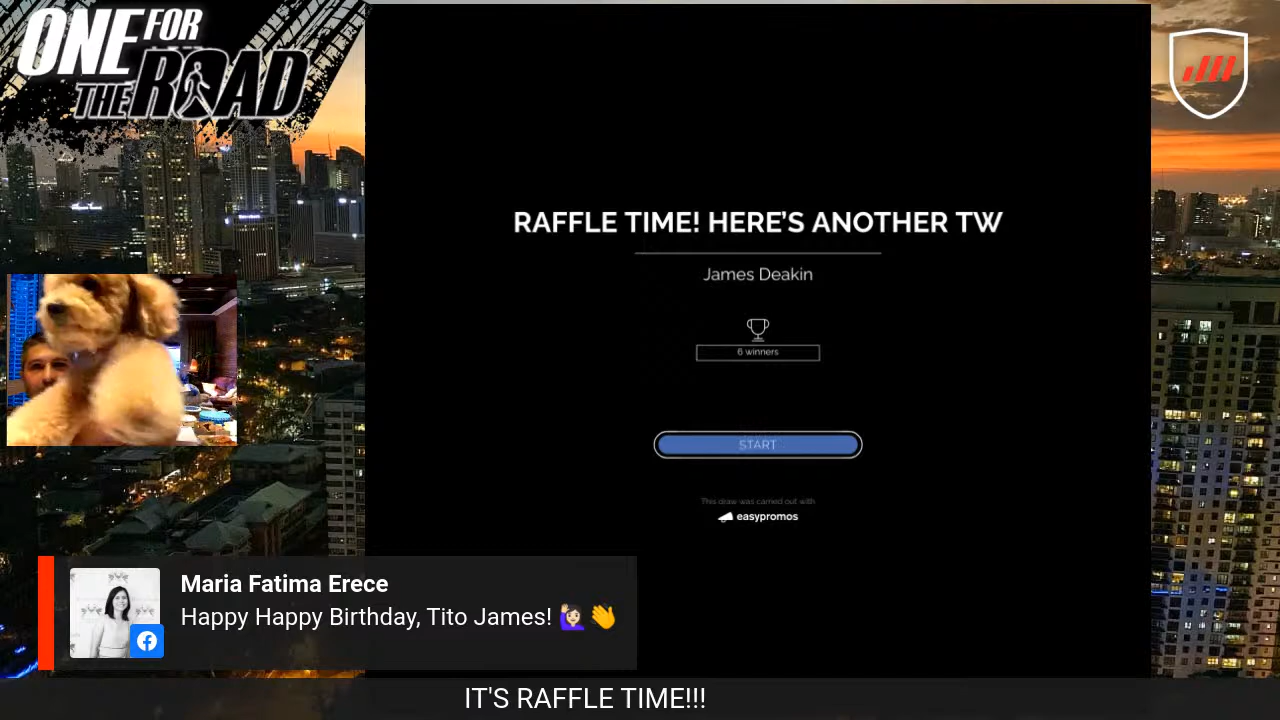 ONE FOR
THE ROAD
RAFFLE TIME! HERE'S ANOTHER TW
James Deakin
6 winners
START
This draw was carried out with
easypromos
Maria Fatima Erece
Happy Happy Birthday, Tito James! 🙋🏻‍♀️ 👋
IT'S RAFFLE TIME!!!